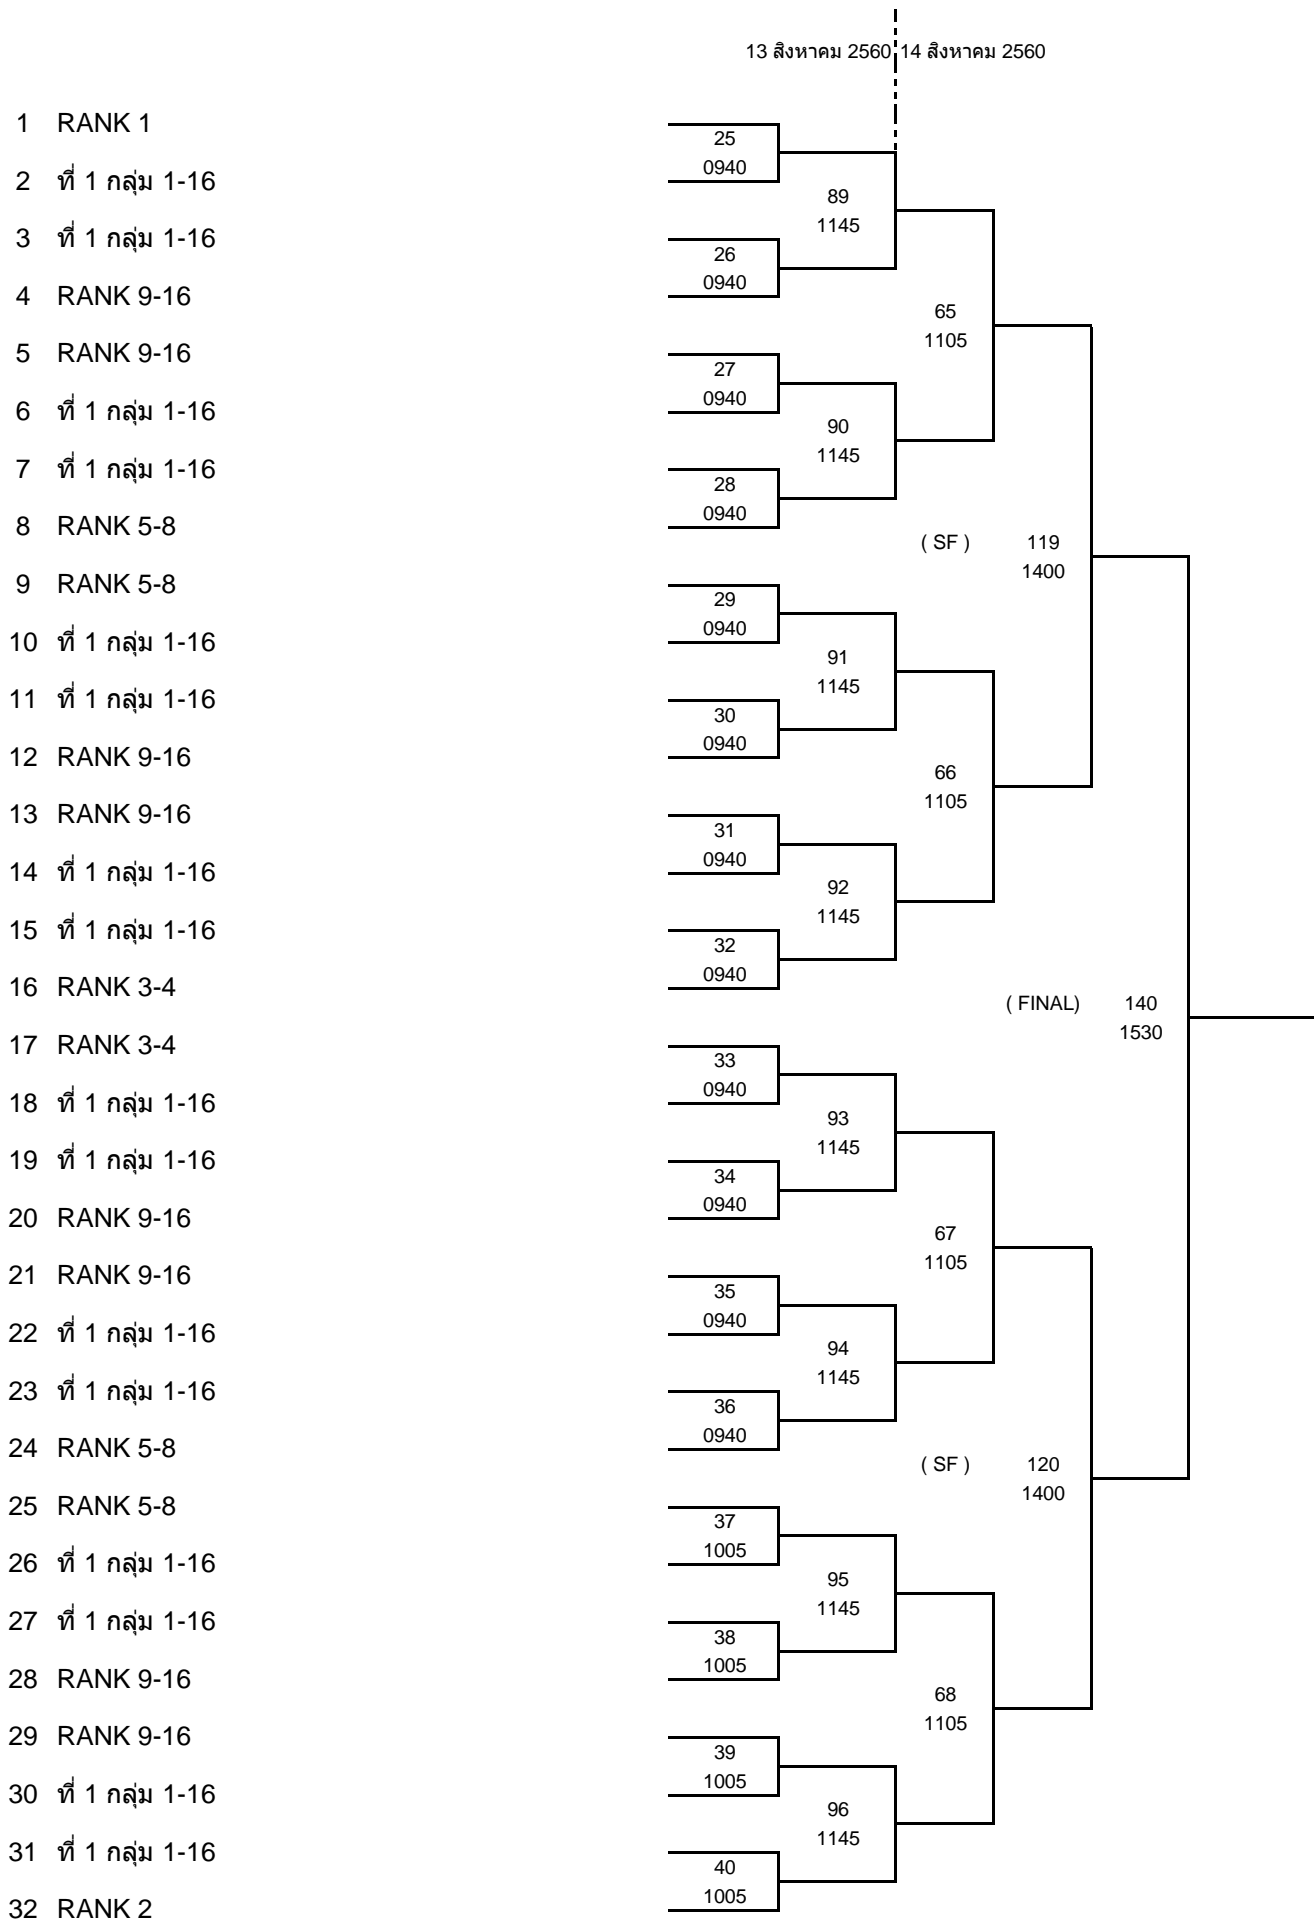 13 สิงหาคม 2560 14 สิงหาคม 2560
1 RANK 1
25
2 ที่ 1 กลุ่ม 1-16
0940
89
1145
3 ที่ 1 กลุ่ม 1-16
26
4 RANK 9-16
0940
65
1105
5 RANK 9-16
27
6 ที่ 1 กลุ่ม 1-16
0940
90
1145
7 ที่ 1 กลุ่ม 1-16
28
8 RANK 5-8
0940
( SF ) 119
1400
9 RANK 5-8
29
10 ที่ 1 กลุ่ม 1-16
0940
91
1145
11 ที่ 1 กลุ่ม 1-16
30
12 RANK 9-16
0940
66
1105
13 RANK 9-16
31
14 ที่ 1 กลุ่ม 1-16
0940
92
1145
15 ที่ 1 กลุ่ม 1-16
32
16 RANK 3-4
0940
( FINAL) 140
1530
17 RANK 3-4
33
18 ที่ 1 กลุ่ม 1-16
0940
93
1145
19 ที่ 1 กลุ่ม 1-16
34
20 RANK 9-16
0940
67
1105
21 RANK 9-16
35
22 ที่ 1 กลุ่ม 1-16
0940
94
1145
23 ที่ 1 กลุ่ม 1-16
36
24 RANK 5-8
0940
( SF ) 120
1400
25 RANK 5-8
37
26 ที่ 1 กลุ่ม 1-16
1005
95
1145
27 ที่ 1 กลุ่ม 1-16
38
28 RANK 9-16
1005
68
1105
29 RANK 9-16
39
30 ที่ 1 กลุ่ม 1-16
1005
96
1145
31 ที่ 1 กลุ่ม 1-16
40
32 RANK 2
1005